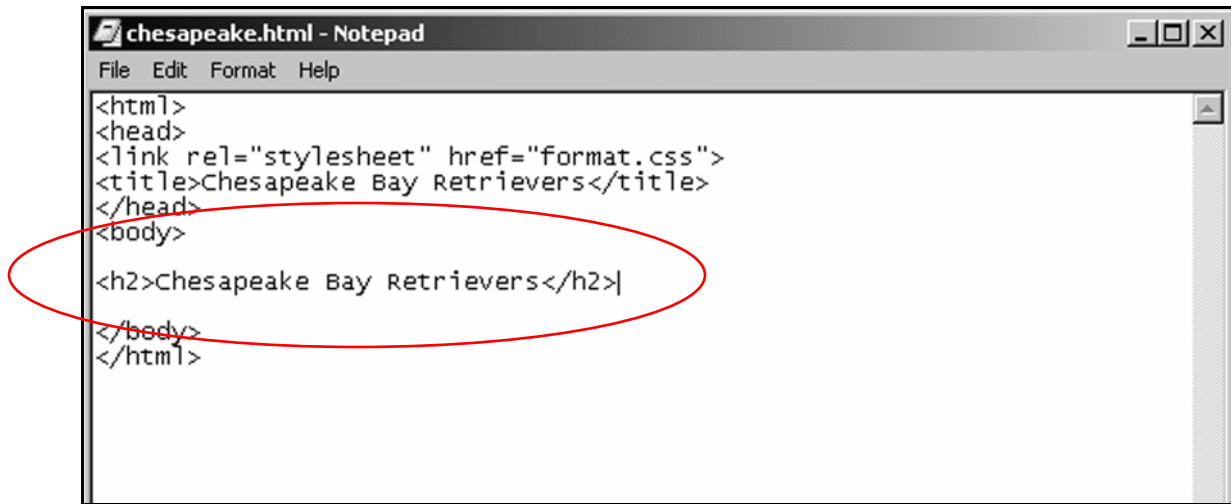 chesapeake.html - Notepad
File Edit Format Help
<html>
<head>
<link rel="stylesheet" href="format.css">
<title>Chesapeake Bay Retrievers</title>
</head>
<body>
<h2>Chesapeake Bay Retrievers</h2>
</body>
</html>